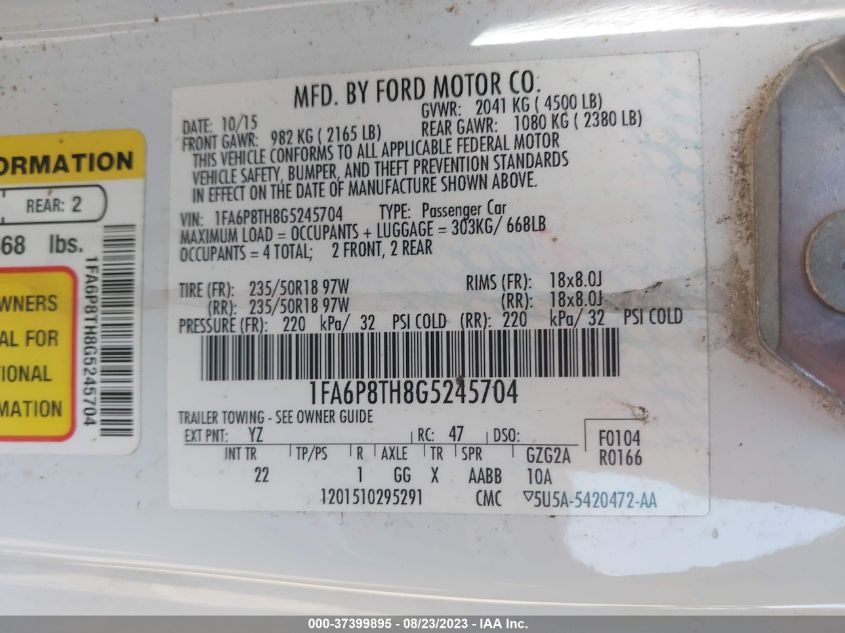 ORMATION
REAR: 2
68 lbs.
1FA6P8TH8G5245704
WNERS
AL FOR
TIONAL
MATION
MFD. BY FORD MOTOR CO.
DATE: 10/15 GVWR: 2041 KG ( 4500 LB)
FRONT GAWR: 982 KG ( 2165 LB) REAR GAWR: 1080 KG ( 2380 LB)
THIS VEHICLE CONFORMS TO ALL APPLICABLE FEDERAL MOTOR
VEHICLE SAFETY, BUMPER, AND THEFT PREVENTION STANDARDS
IN EFFECT ON THE DATE OF MANUFACTURE SHOWN ABOVE.
VIN: 1FA6P8TH8G5245704 TYPE: Passenger Car
MAXIMUM LOAD = OCCUPANTS + LUGGAGE = 303KG/ 668LB
OCCUPANTS = 4 TOTAL; 2 FRONT, 2 REAR
TIRE (FR): 235/50R18 97W RIMS (FR): 18x8.0J
(RR): 235/50R18 97W (RR): 18x8.0J
PRESSURE (FR): 220 kPa/ 32 PSI COLD (RR): 220 kPa/ 32 PSI COLD
1FA6P8TH8G5245704
TRAILER TOWING - SEE OWNER GUIDE
EXT PNT: YZ RC: 47 DSO: F0104
INT TR TP/PS R AXLE TR SPR GZG2A R0166
22 1 GG X AABB 10A
1201510295291 CMC ▽5U5A-5420472-AA
000-37399895 - 08/23/2023 - IAA Inc.